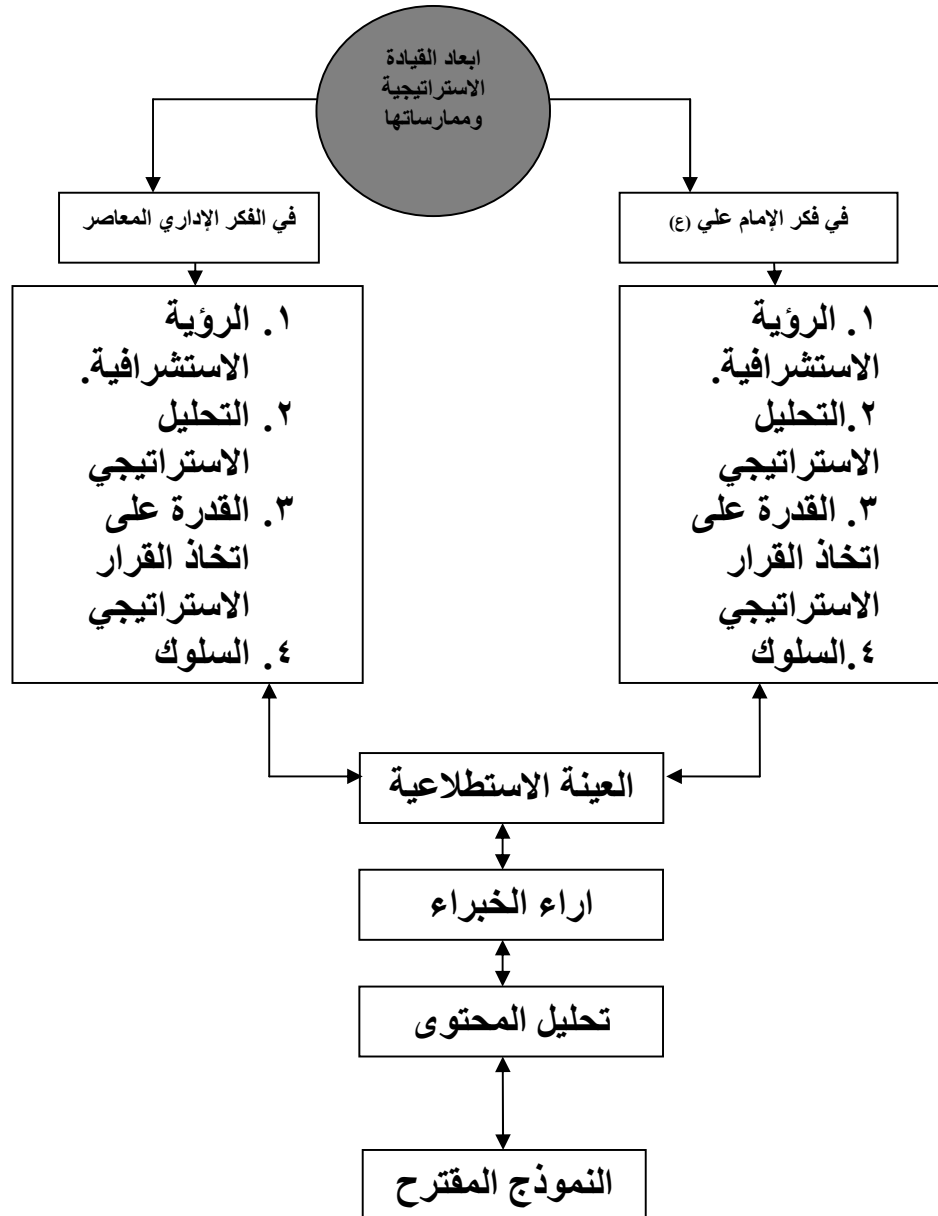 ابعاد القيادة
الاستراتيجية
وممارساتها
في فكر الإمام علي (ع)
في الفكر الإداري المعاصر
١. الرؤية
الاستشرافية.
٢.التحليل
الاستراتيجي
٣. القدرة على
اتخاذ القرار
الاستراتيجي
٤.السلوك
١. الرؤية
الاستشرافية.
٢. التحليل
الاستراتيجي
٣. القدرة على
اتخاذ القرار
الاستراتيجي
٤. السلوك
العينة الاستطلاعية
اراء الخبراء
تحليل المحتوى
النموذج المقترح